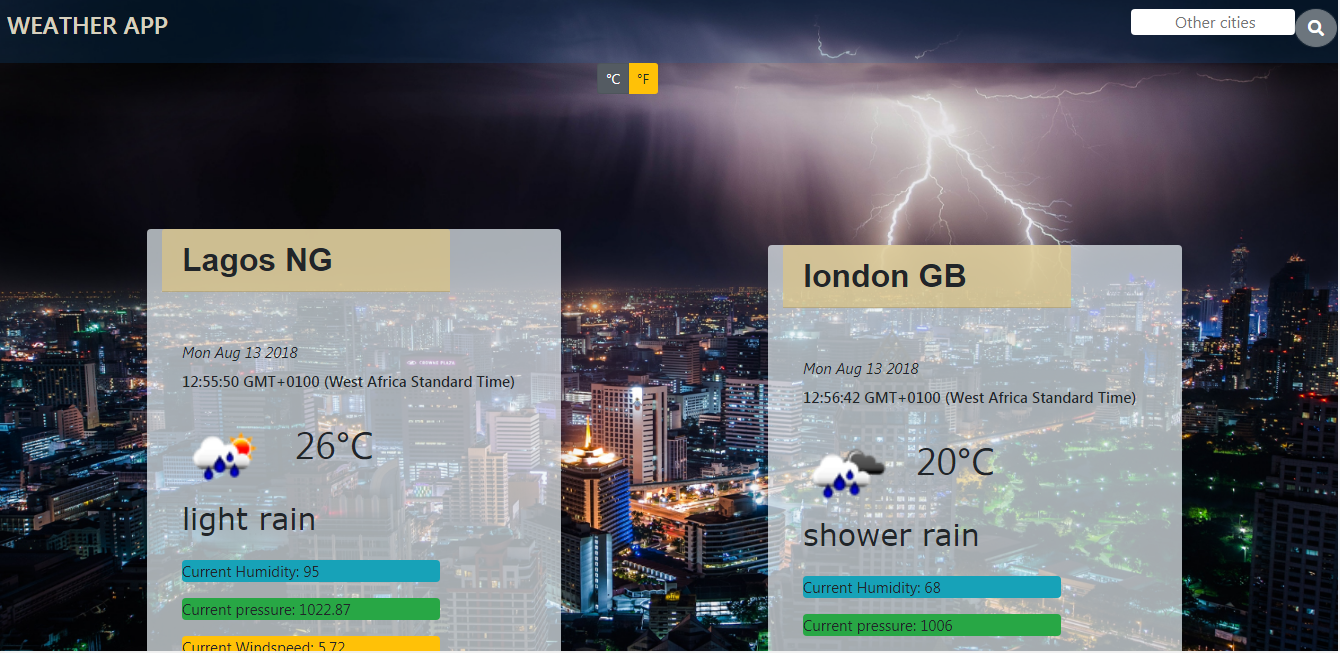 WEATHER APP
Other cities
°C °F
Lagos NG
Mon Aug 13 2018
12:55:50 GMT+0100 (West Africa Standard Time)
26°C
light rain
Current Humidity: 95
Current pressure: 1022.87
Current Windspeed: 5.72
london GB
Mon Aug 13 2018
12:56:42 GMT+0100 (West Africa Standard Time)
20°C
shower rain
Current Humidity: 68
Current pressure: 1006